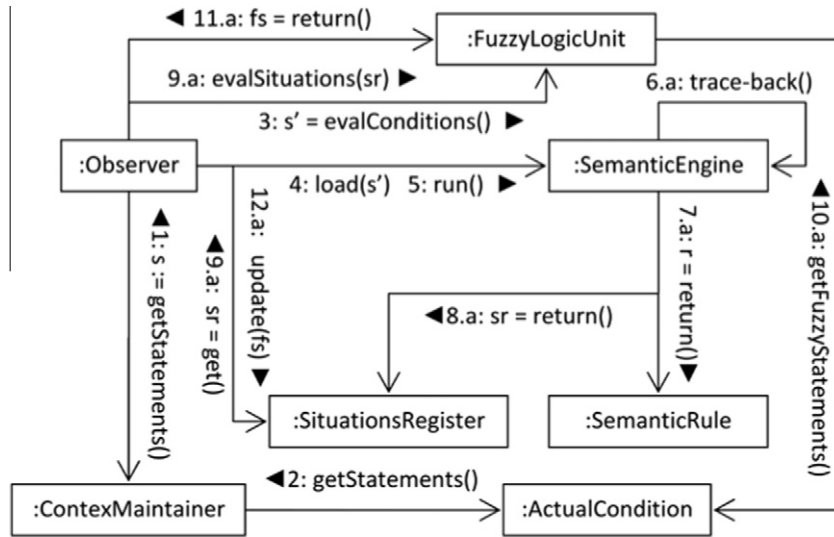 ◄ 11.a: fs = return()
:FuzzyLogicUnit
9.a: evalSituations(sr) ►
6.a: trace-back()
3: s’ = evalConditions() ►
:Observer
:SemanticEngine
4: load(s’) 5: run() ►
◄1: s := getStatements()
◄9.a: sr = get()
12.a: update(fs) ►
7.a: r = return()►
◄10.a: getFuzzyStatements()
◄8.a: sr = return()
:SituationsRegister
:SemanticRule
◄2: getStatements()
:ContexMaintainer
:ActualCondition